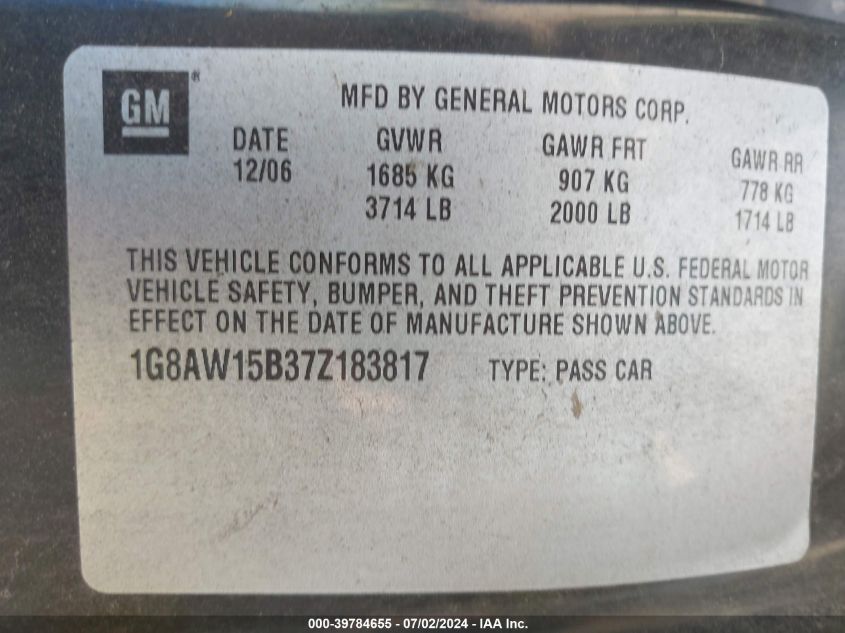 GM®
MFD BY GENERAL MOTORS CORP.
DATE GVWR GAWR FRT GAWR RR
12/06 1685 KG 907 KG 778 KG
3714 LB 2000 LB 1714 LB
THIS VEHICLE CONFORMS TO ALL APPLICABLE U.S. FEDERAL MOTOR
VEHICLE SAFETY, BUMPER, AND THEFT PREVENTION STANDARDS IN
EFFECT ON THE DATE OF MANUFACTURE SHOWN ABOVE.
1G8AW15B37Z183817 TYPE: PASS CAR
000-39784655 - 07/02/2024 - IAA Inc.